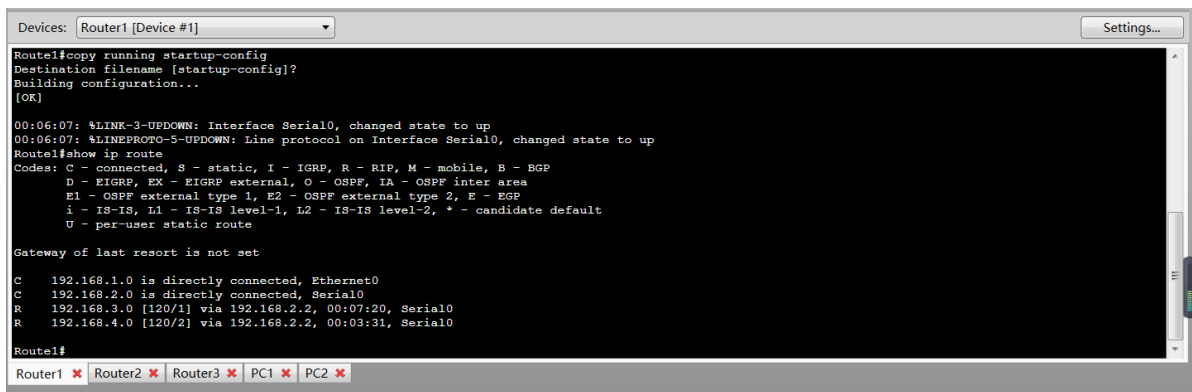 Devices: Router1 [Device #1] Settings...
Route1#copy running startup-config
Destination filename [startup-config]?
Building configuration...
[OK]
00:06:07: %LINK-3-UPDOWN: Interface Serial0, changed state to up
00:06:07: %LINEPROTO-5-UPDOWN: Line protocol on Interface Serial0, changed state to up
Route1#show ip route
Codes: C - connected, S - static, I - IGRP, R - RIP, M - mobile, B - BGP
D - EIGRP, EX - EIGRP external, O - OSPF, IA - OSPF inter area
E1 - OSPF external type 1, E2 - OSPF external type 2, E - EGP
i - IS-IS, L1 - IS-IS level-1, L2 - IS-IS level-2, * - candidate default
U - per-user static route
Gateway of last resort is not set
C 192.168.1.0 is directly connected, Ethernet0
C 192.168.2.0 is directly connected, Serial0
R 192.168.3.0 [120/1] via 192.168.2.2, 00:07:20, Serial0
R 192.168.4.0 [120/2] via 192.168.2.2, 00:03:31, Serial0
Route1#
Router1 Router2 Router3 PC1 PC2